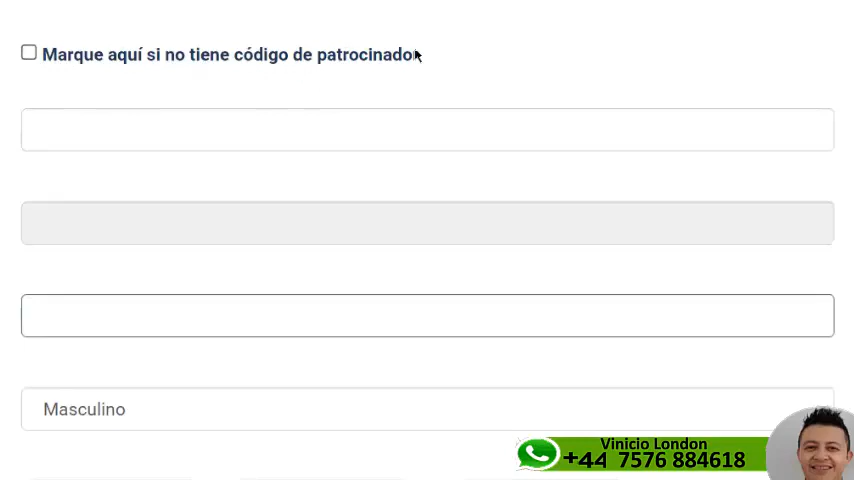 Marque aquí si no tiene código de patrocinador
Masculino
Vinicio London
+44 7576 884618